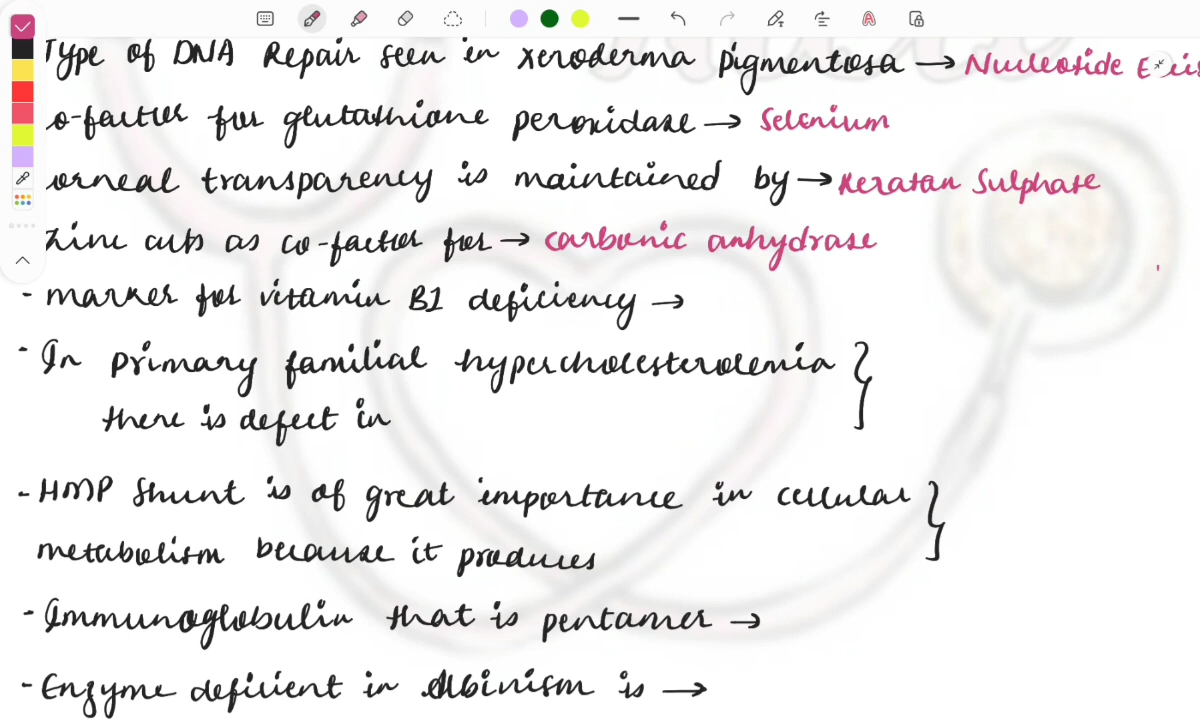 Type of DNA Repair seen in xeroderma pigmentosa → Nucleotide
o-factor for glutathione peroxidase → Selenium
orneal transparency is maintained by → Keratan Sulphase
Zinc acts as co-factor for → carbonic anhydrase
- marker for vitamin B1 deficiency →
- In primary familial hypercholesterolemia
there is defect in
- HMP Shunt is of great importance in cellular
metabolism because it produces
- Immunoglobulin that is pentamer →
- Enzyme deficient in Albinism is →